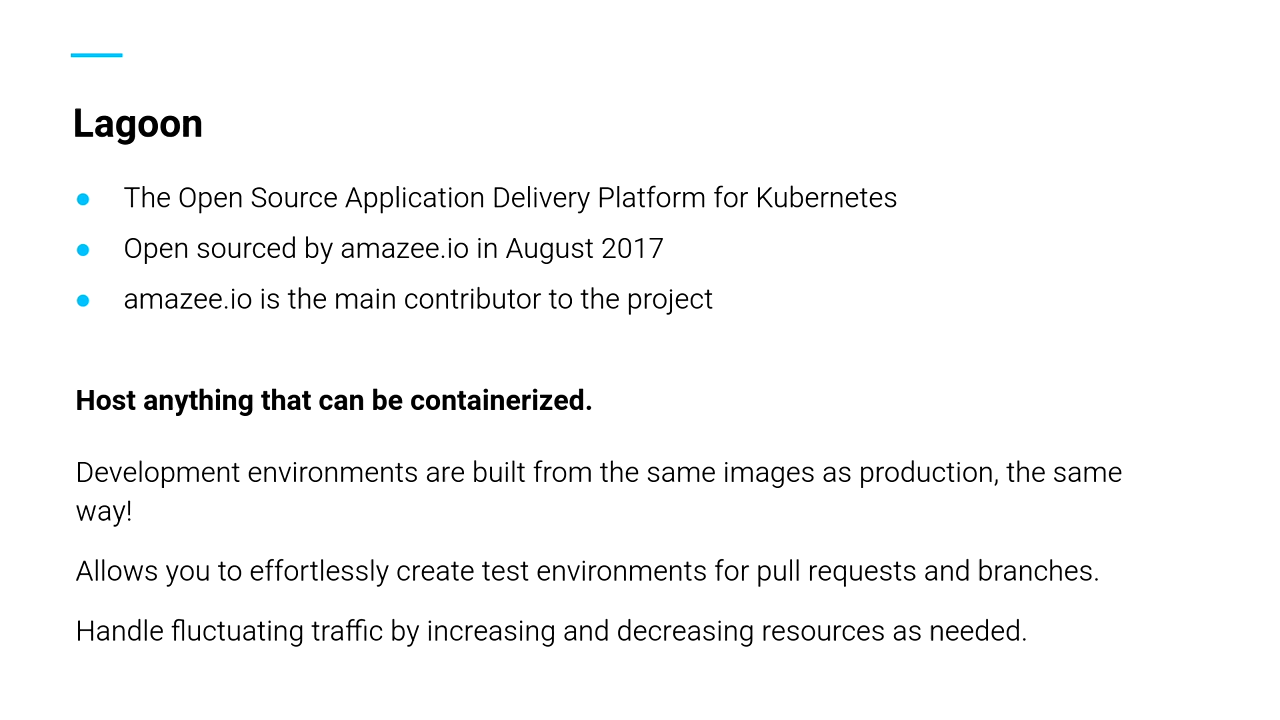 Lagoon
● The Open Source Application Delivery Platform for Kubernetes
● Open sourced by amazee.io in August 2017
● amazee.io is the main contributor to the project
Host anything that can be containerized.
Development environments are built from the same images as production, the same
way!
Allows you to effortlessly create test environments for pull requests and branches.
Handle fluctuating traffic by increasing and decreasing resources as needed.